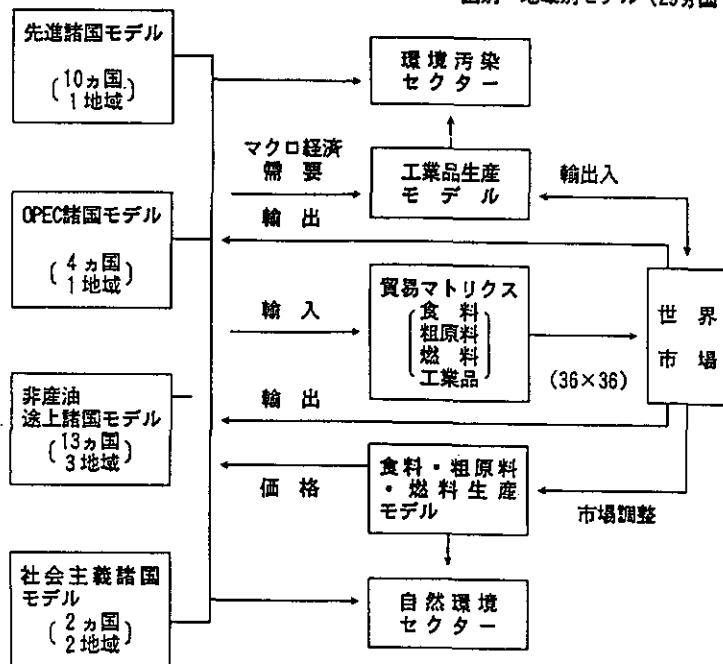 先進諸国モデル
(10ヵ国
1地域)
OPEC諸国モデル
(4ヵ国
1地域)
非産油
途上諸国モデル
(13ヵ国
3地域)
社会主義諸国
モデル
(2ヵ国
2地域)
マクロ経済
需要
輸出
輸入
輸出
価格
環境汚染
セクター
工業品生産
モデル
貿易マトリクス
食料
粗原料
燃料
工業品
食料・粗原料
・燃料生産
モデル
自然環境
セクター
輸出入
(36×36)
市場調整
世界
市場